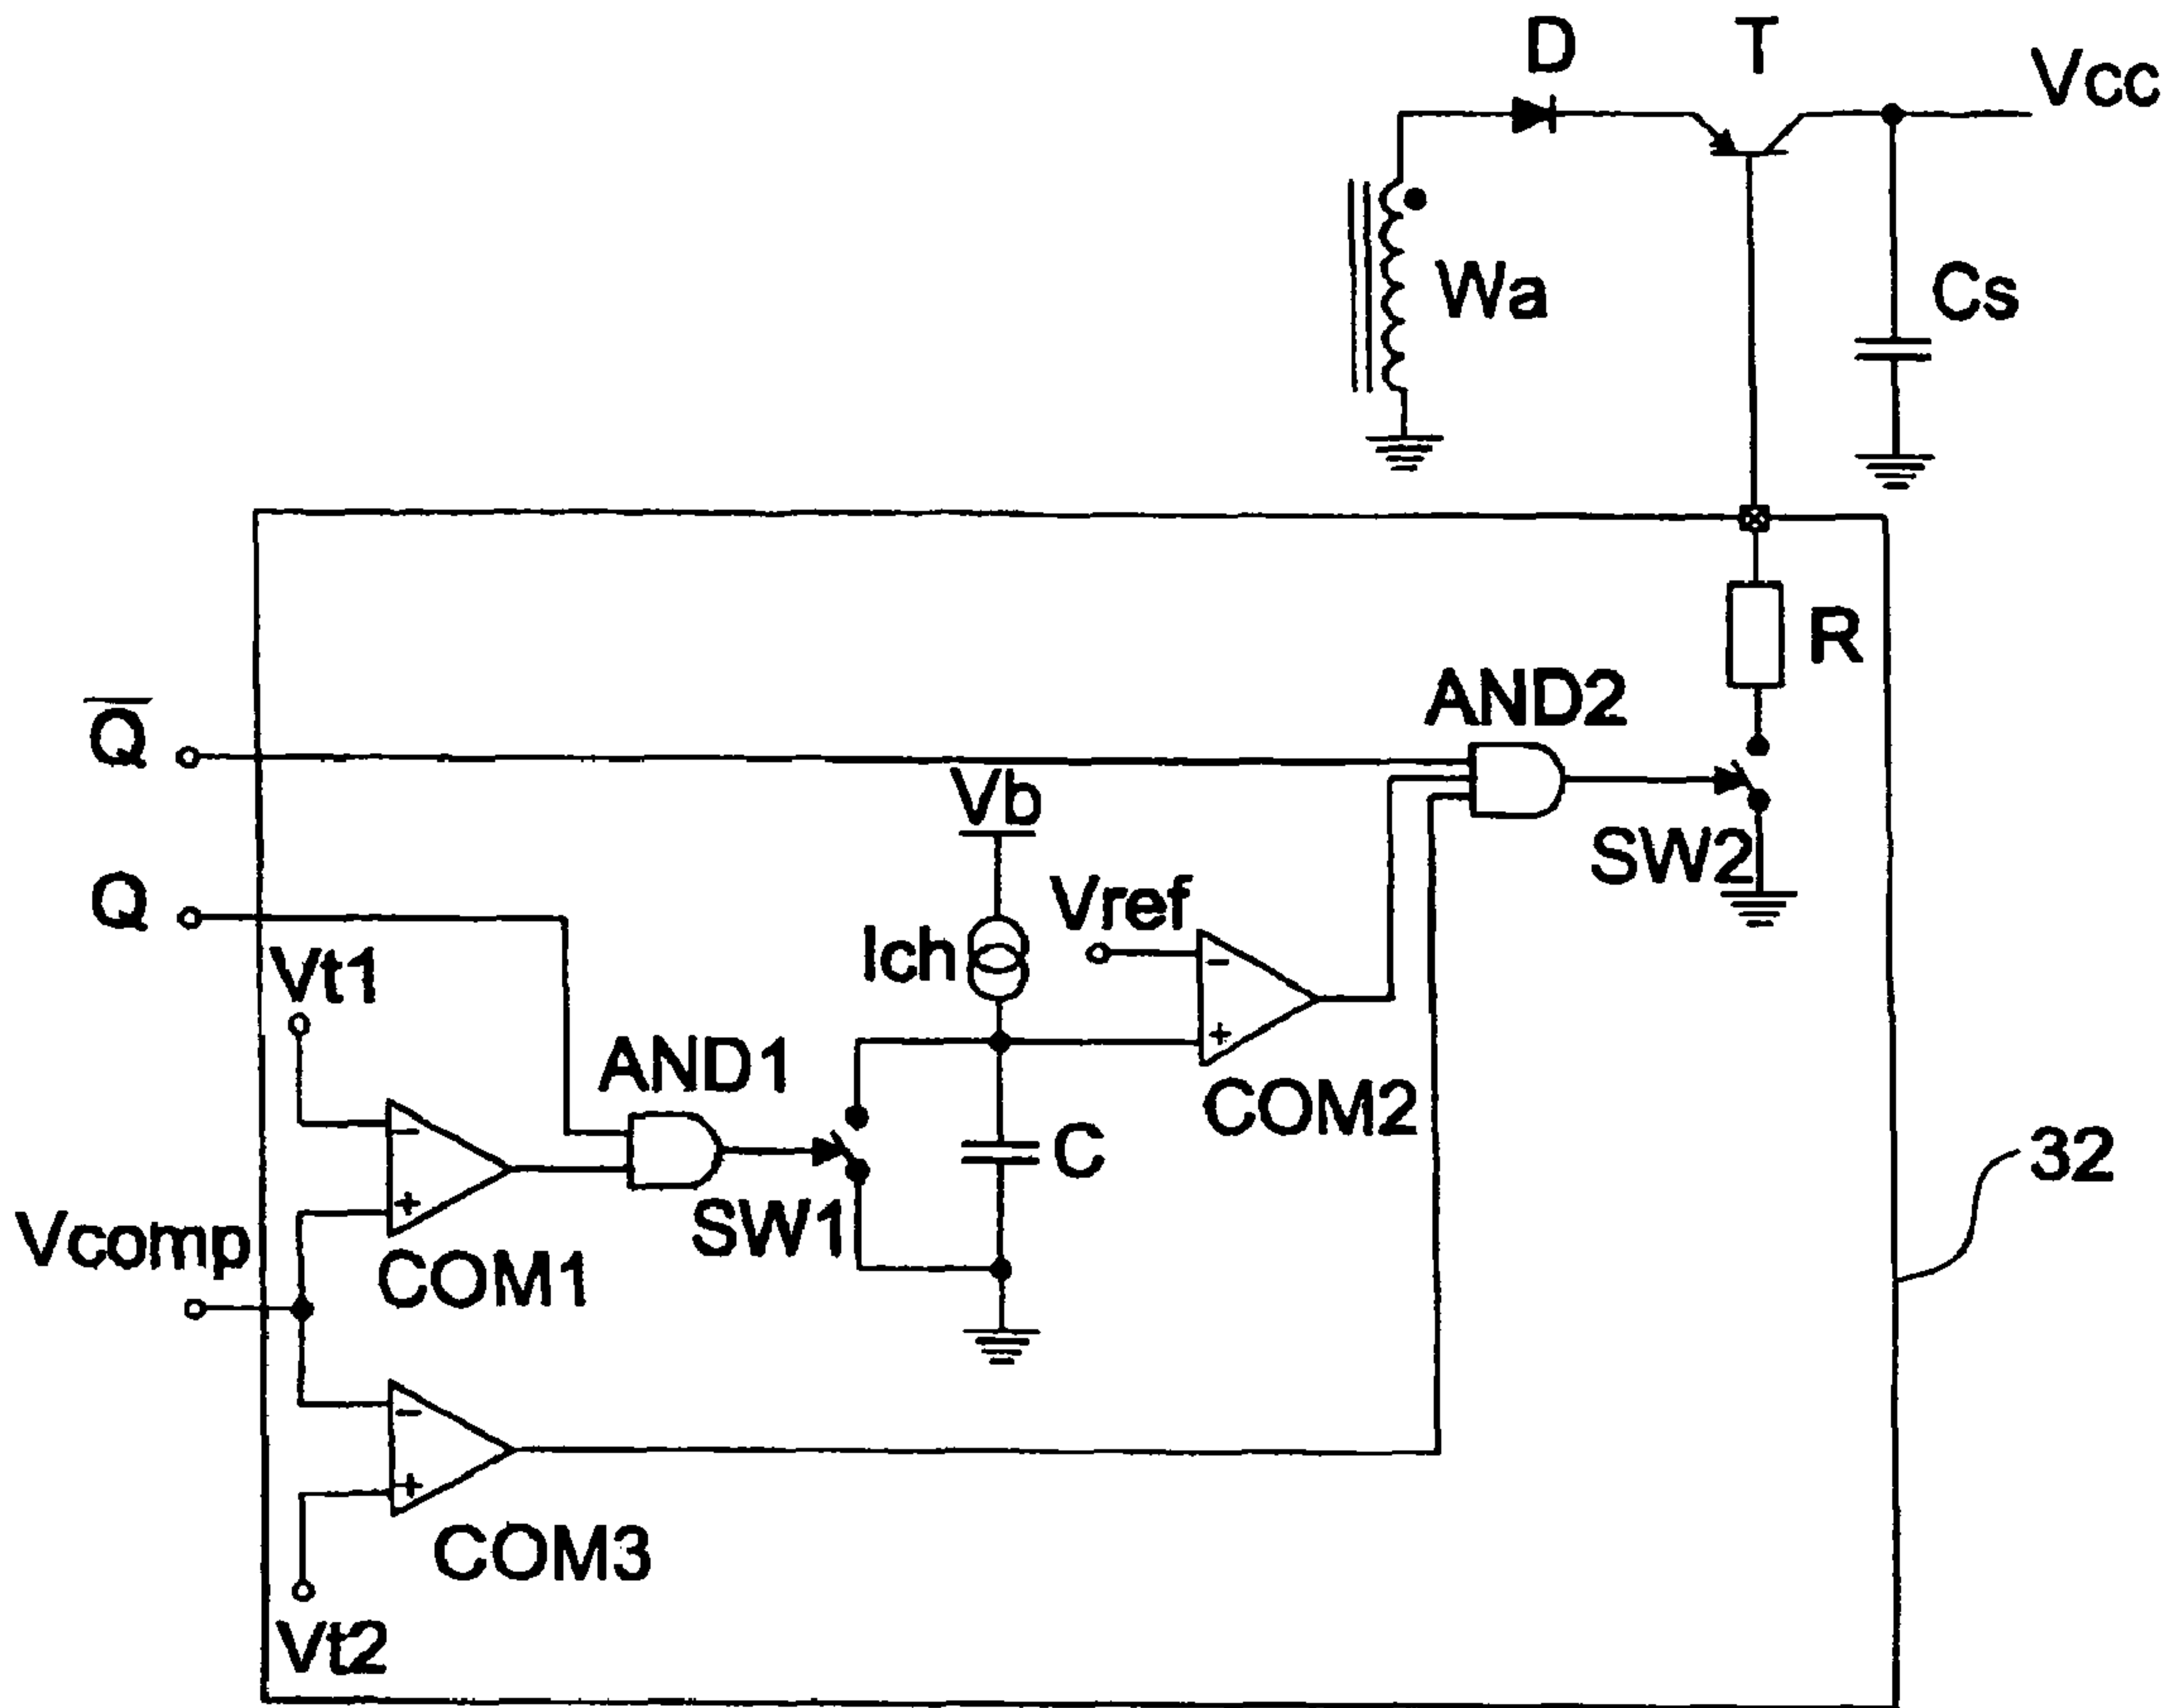 D
T
Vcc
Wa
Cs
R
AND2
Q̅
Vb
SW2
Q
Vref
Ich
Vt1
-
+
AND1
COM2
-
C
32
+
SW1
Vcomp
COM1
-
+
COM3
Vt2